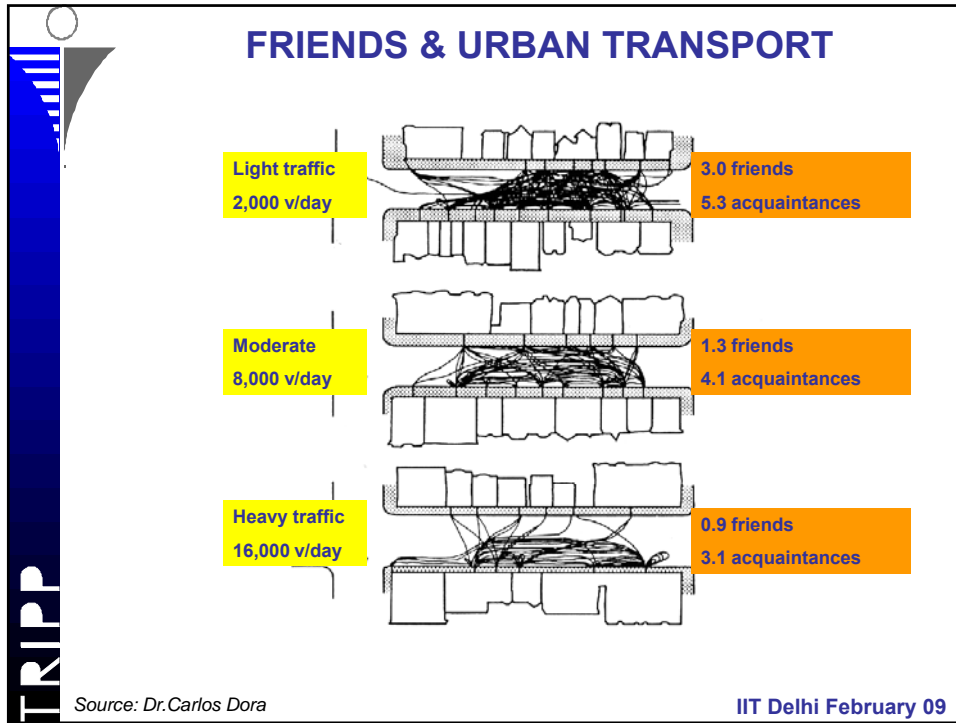 FRIENDS & URBAN TRANSPORT
Light traffic
2,000 v/day
3.0 friends
5.3 acquaintances
Moderate
8,000 v/day
1.3 friends
4.1 acquaintances
Heavy traffic
16,000 v/day
0.9 friends
3.1 acquaintances
TRIPP
Source: Dr.Carlos Dora
IIT Delhi February 09